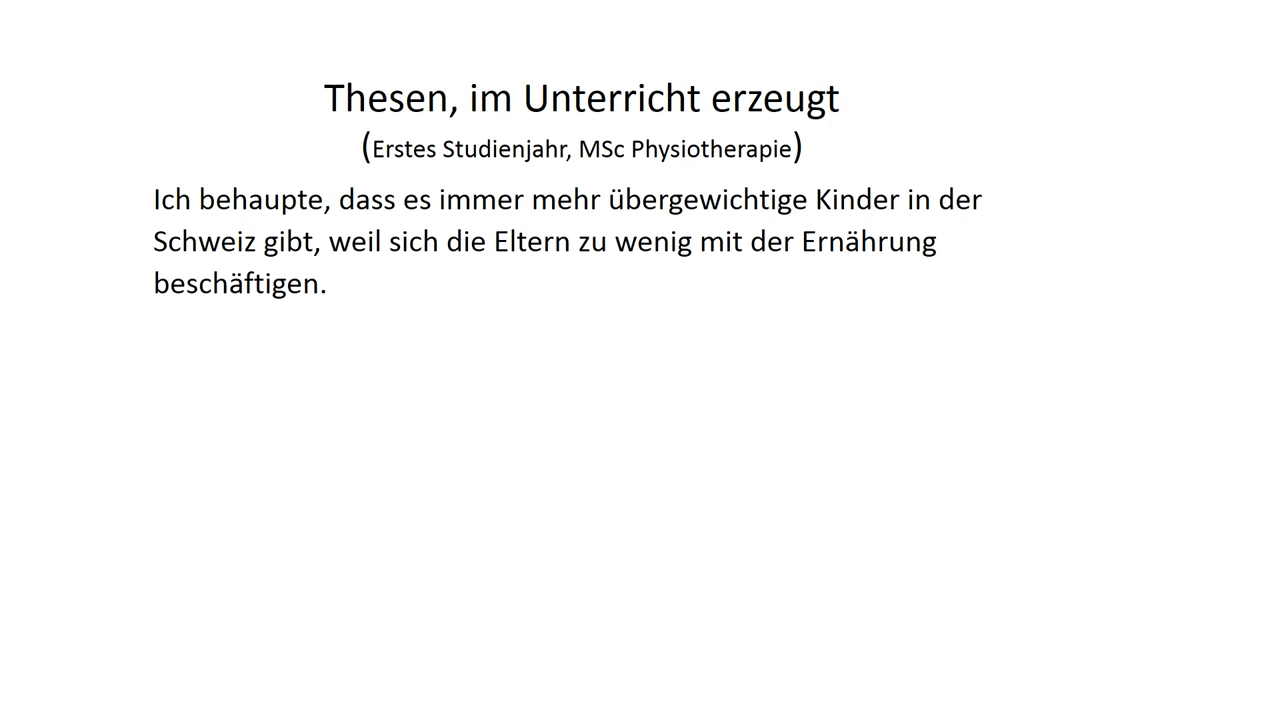 Thesen, im Unterricht erzeugt
(Erstes Studienjahr, MSc Physiotherapie)
Ich behaupte, dass es immer mehr übergewichtige Kinder in der
Schweiz gibt, weil sich die Eltern zu wenig mit der Ernährung
beschäftigen.